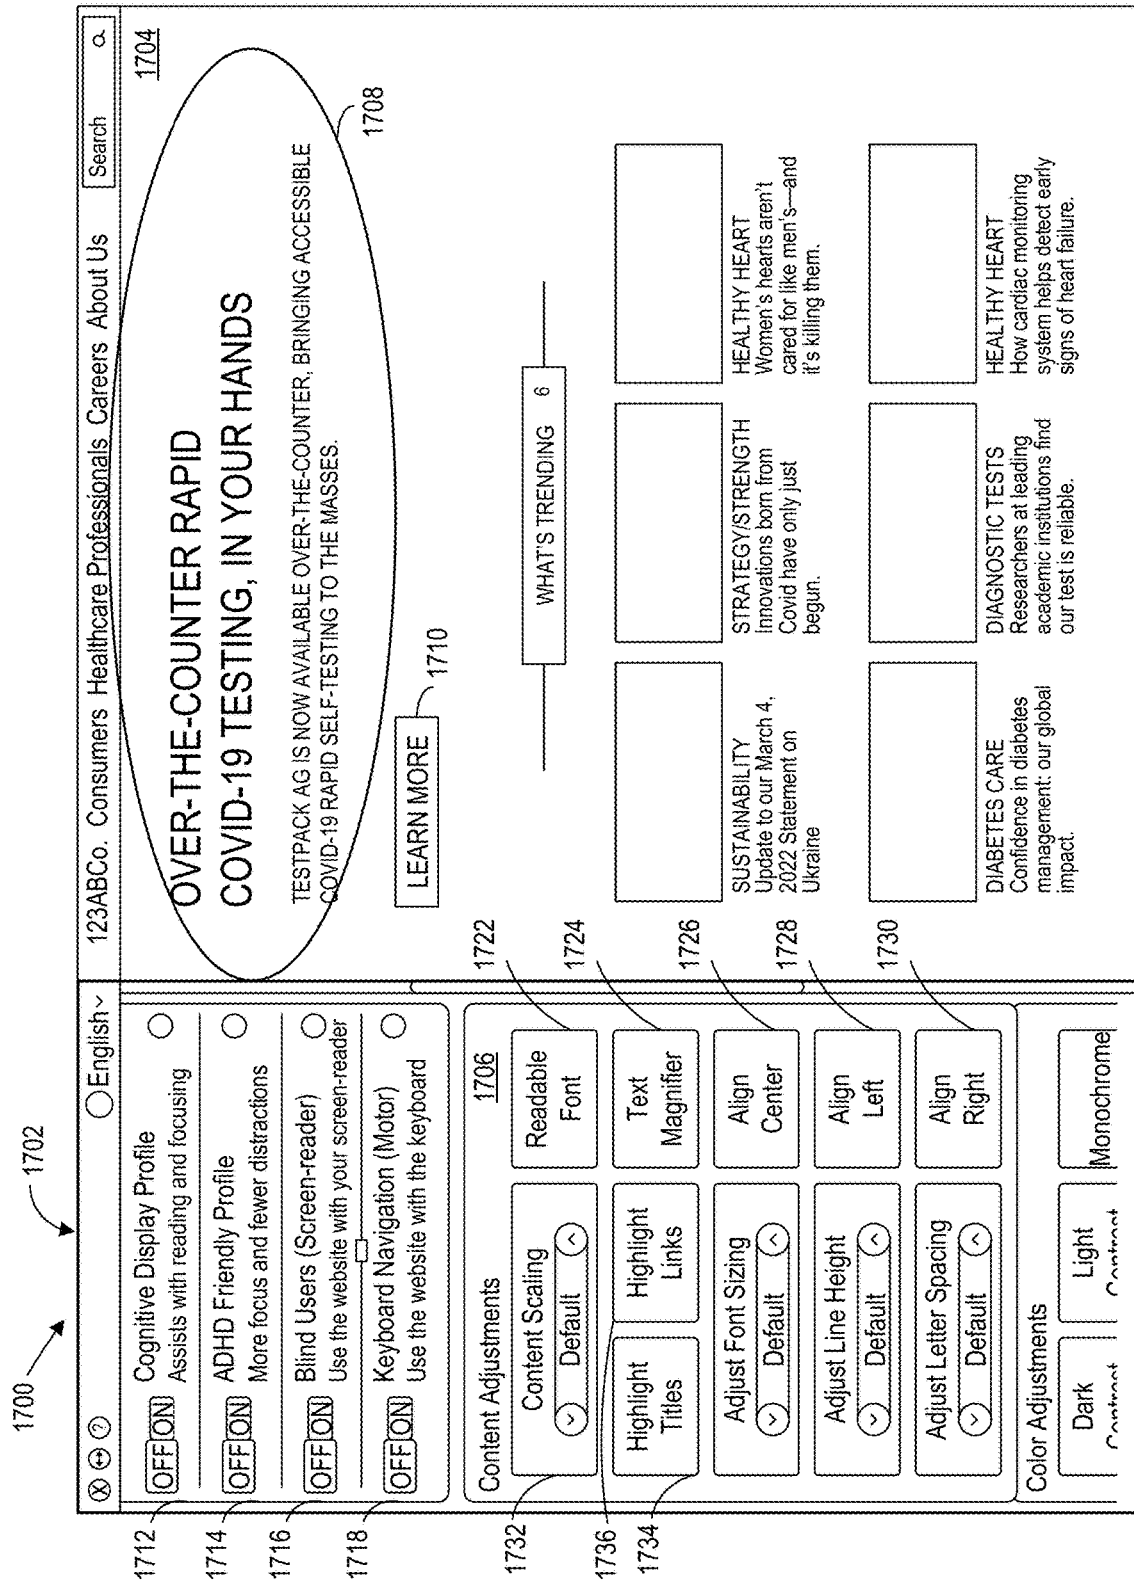 1700
1702
English
Cognitive Display Profile
Assists with reading and focusing
OFF ON
1712
ADHD Friendly Profile
More focus and fewer distractions
OFF ON
1714
Blind Users (Screen-reader)
Use the website with your screen-reader
OFF ON
1716
Keyboard Navigation (Motor)
Use the website with the keyboard
OFF ON
1718
Content Adjustments
1706
Content Scaling
Default
1732
Readable
Font
1722
Highlight
Titles
1734
Highlight
Links
1736
Text
Magnifier
1724
Adjust Font Sizing
Default
Align
Center
1726
Adjust Line Height
Default
Align
Left
1728
Adjust Letter Spacing
Default
Align
Right
1730
Color Adjustments
Dark
Contrast
Light
Contrast
Monochrome
123ABCo. Consumers Healthcare Professionals Careers About Us
Search
1704
OVER-THE-COUNTER RAPID
COVID-19 TESTING, IN YOUR HANDS
TESTPACK AG IS NOW AVAILABLE OVER-THE-COUNTER, BRINGING ACCESSIBLE
COVID-19 RAPID SELF-TESTING TO THE MASSES.
1708
LEARN MORE
1710
WHAT'S TRENDING 6
SUSTAINABILITY
Update to our March 4,
2022 Statement on
Ukraine
STRATEGY/STRENGTH
Innovations born from
Covid have only just
begun.
HEALTHY HEART
Women's hearts aren't
cared for like men's—and
it's killing them.
DIABETES CARE
Confidence in diabetes
management: our global
impact.
DIAGNOSTIC TESTS
Researchers at leading
academic institutions find
our test is reliable.
HEALTHY HEART
How cardiac monitoring
system helps detect early
signs of heart failure.